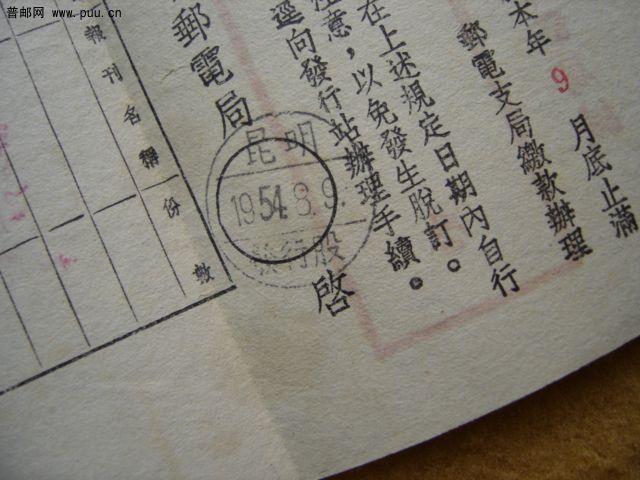 普邮网 www.puu.cn
本年9月底止滿
郵電支局繳款辦理
在上述規定日期內自行
注意，以免發生脫訂。
逕向發行站辦理手續。
郵電局
啓
昆明
1954.8.9.
發行股
報刊名稱
份數